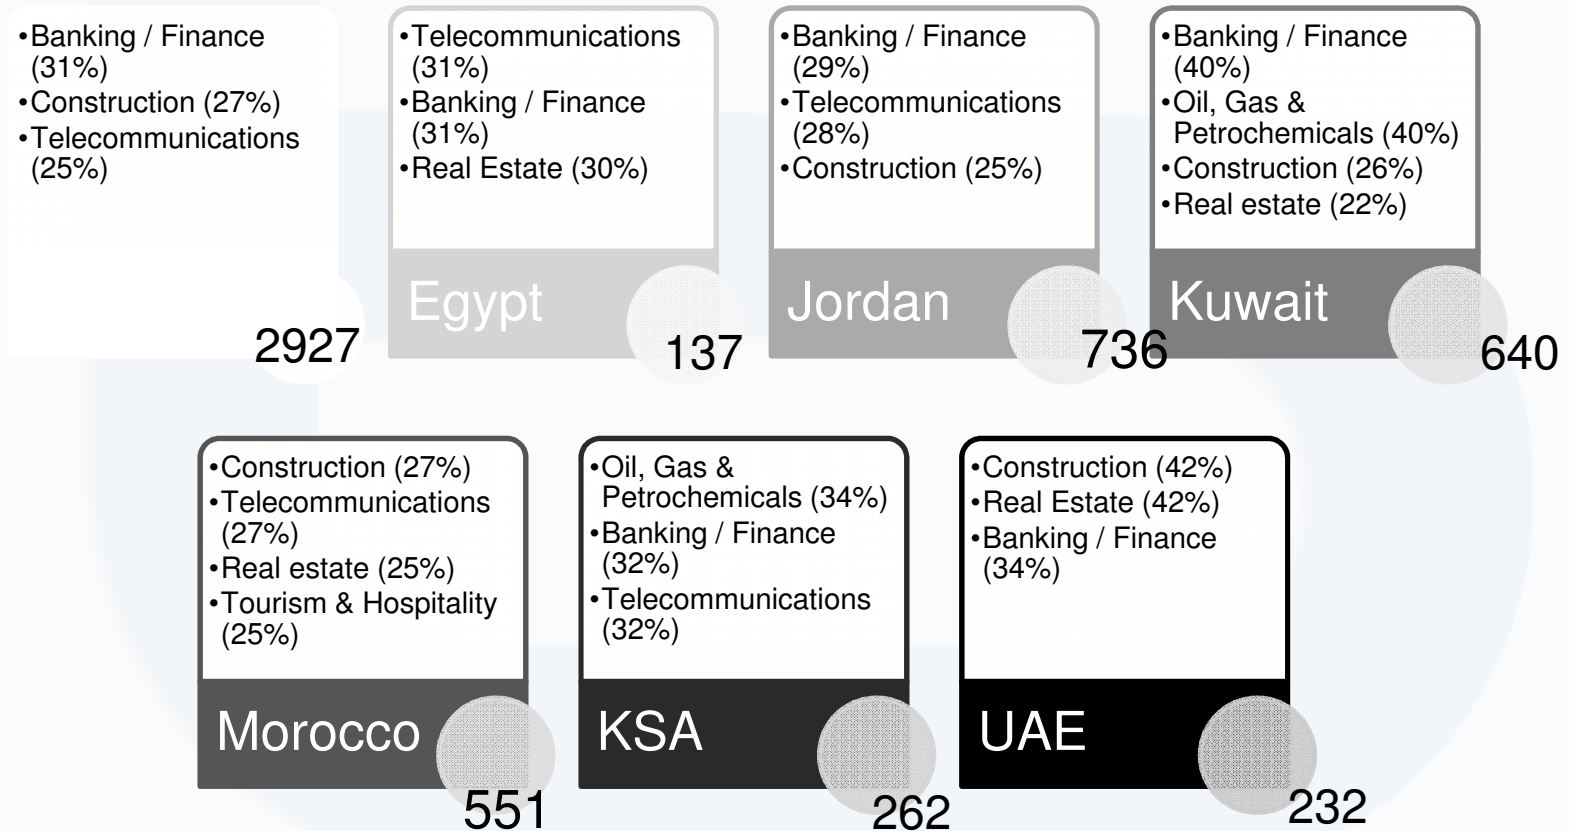 •Banking / Finance
(31%)
•Construction (27%)
•Telecommunications
(25%)
2927
•Telecommunications
(31%)
•Banking / Finance
(31%)
•Real Estate (30%)
Egypt
137
•Banking / Finance
(29%)
•Telecommunications
(28%)
•Construction (25%)
Jordan
736
•Banking / Finance
(40%)
•Oil, Gas &
Petrochemicals (40%)
•Construction (26%)
•Real estate (22%)
Kuwait
640
•Construction (27%)
•Telecommunications
(27%)
•Real estate (25%)
•Tourism & Hospitality
(25%)
Morocco
551
•Oil, Gas &
Petrochemicals (34%)
•Banking / Finance
(32%)
•Telecommunications
(32%)
KSA
262
•Construction (42%)
•Real Estate (42%)
•Banking / Finance
(34%)
UAE
232